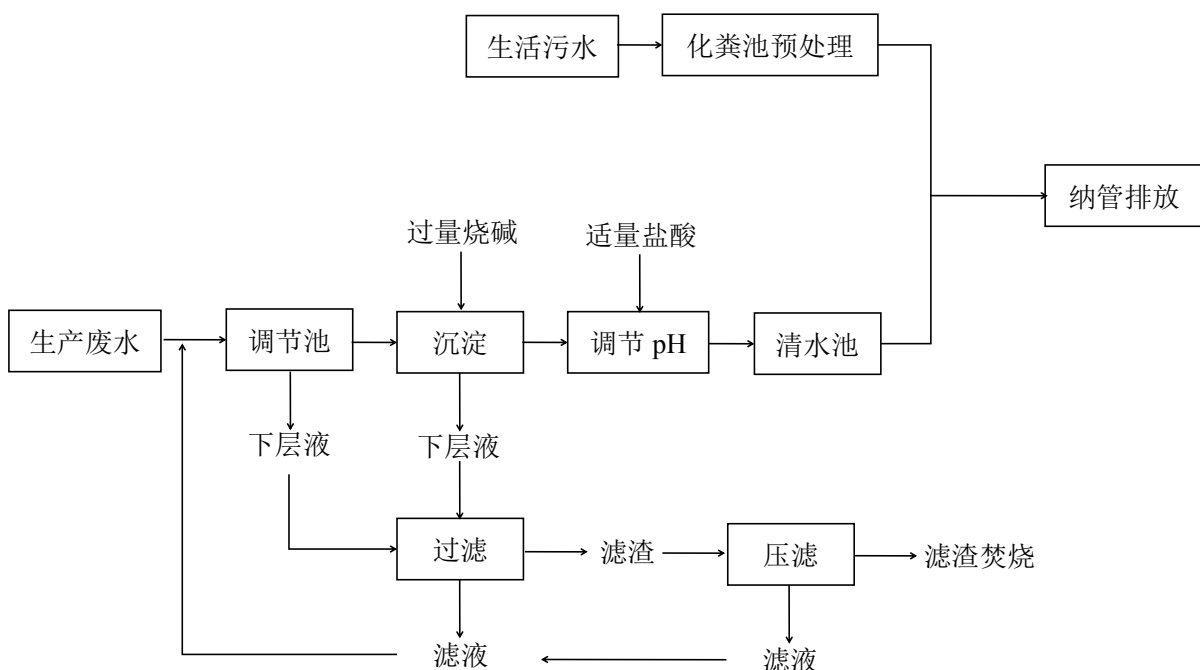 生活污水
化粪池预处理
纳管排放
过量烧碱
适量盐酸
生产废水
调节池
沉淀
调节 pH
清水池
下层液
下层液
过滤
滤渣
压滤
滤渣焚烧
滤液
滤液